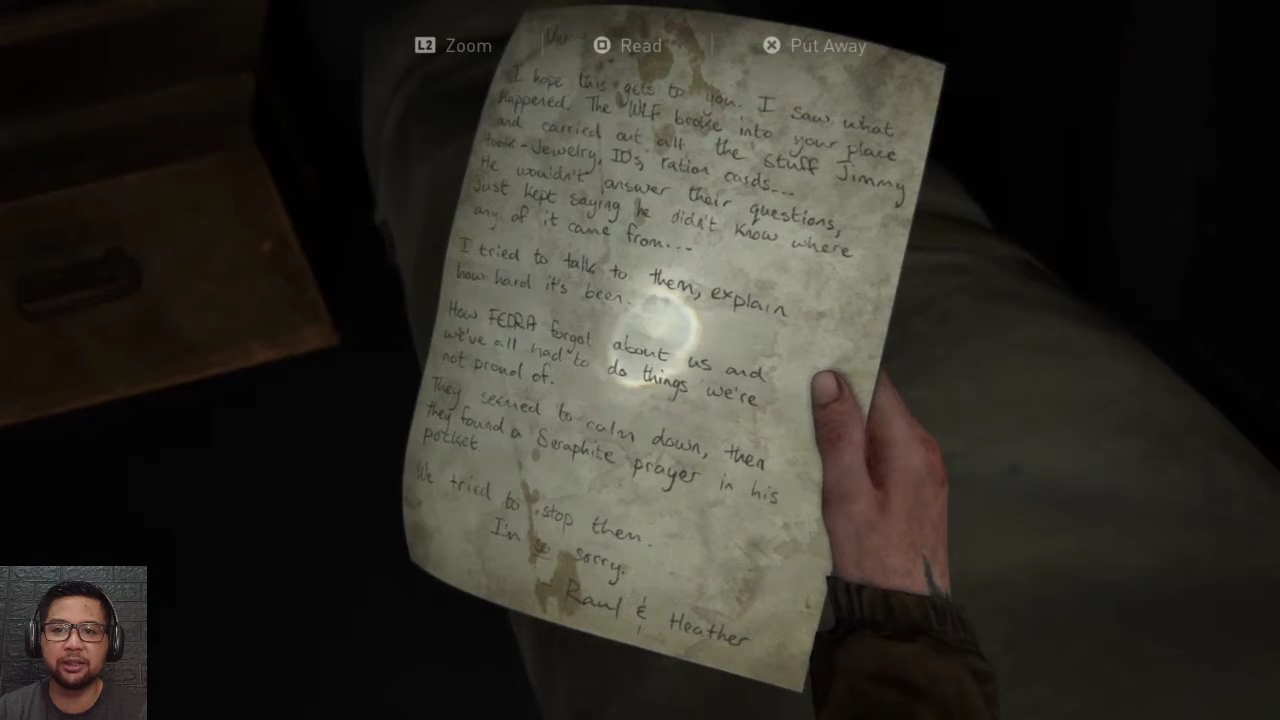 L2 Zoom
Read
Put Away
I hope this gets to you. I saw what
happened. The WLF broke into your place
and carried out all the stuff Jimmy
took - Jewelry, IDs, ration cards...
He wouldn't answer their questions,
Just kept saying he didn't know where
any of it came from...
I tried to talk to them, explain
how hard it's been.
How FEDRA forgot about us and
we've all had to do things we're
not proud of.
They seemed to calm down, then
they found a Seraphite prayer in his
pocket.
We tried to stop them.
I'm so sorry.
Raul & Heather